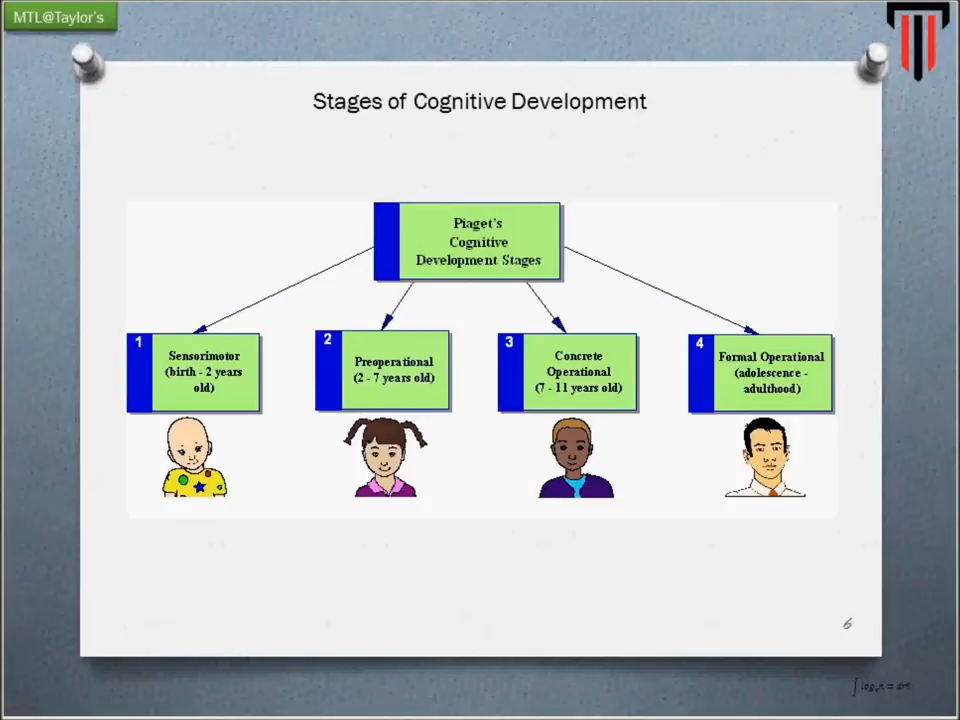 MTL@Taylor's
Stages of Cognitive Development
Piaget's
Cognitive
Development Stages
1
Sensorimotor
(birth - 2 years
old)
2
Preoperational
(2 - 7 years old)
3
Concrete
Operational
(7 - 11 years old)
4
Formal Operational
(adolescence -
adulthood)
6